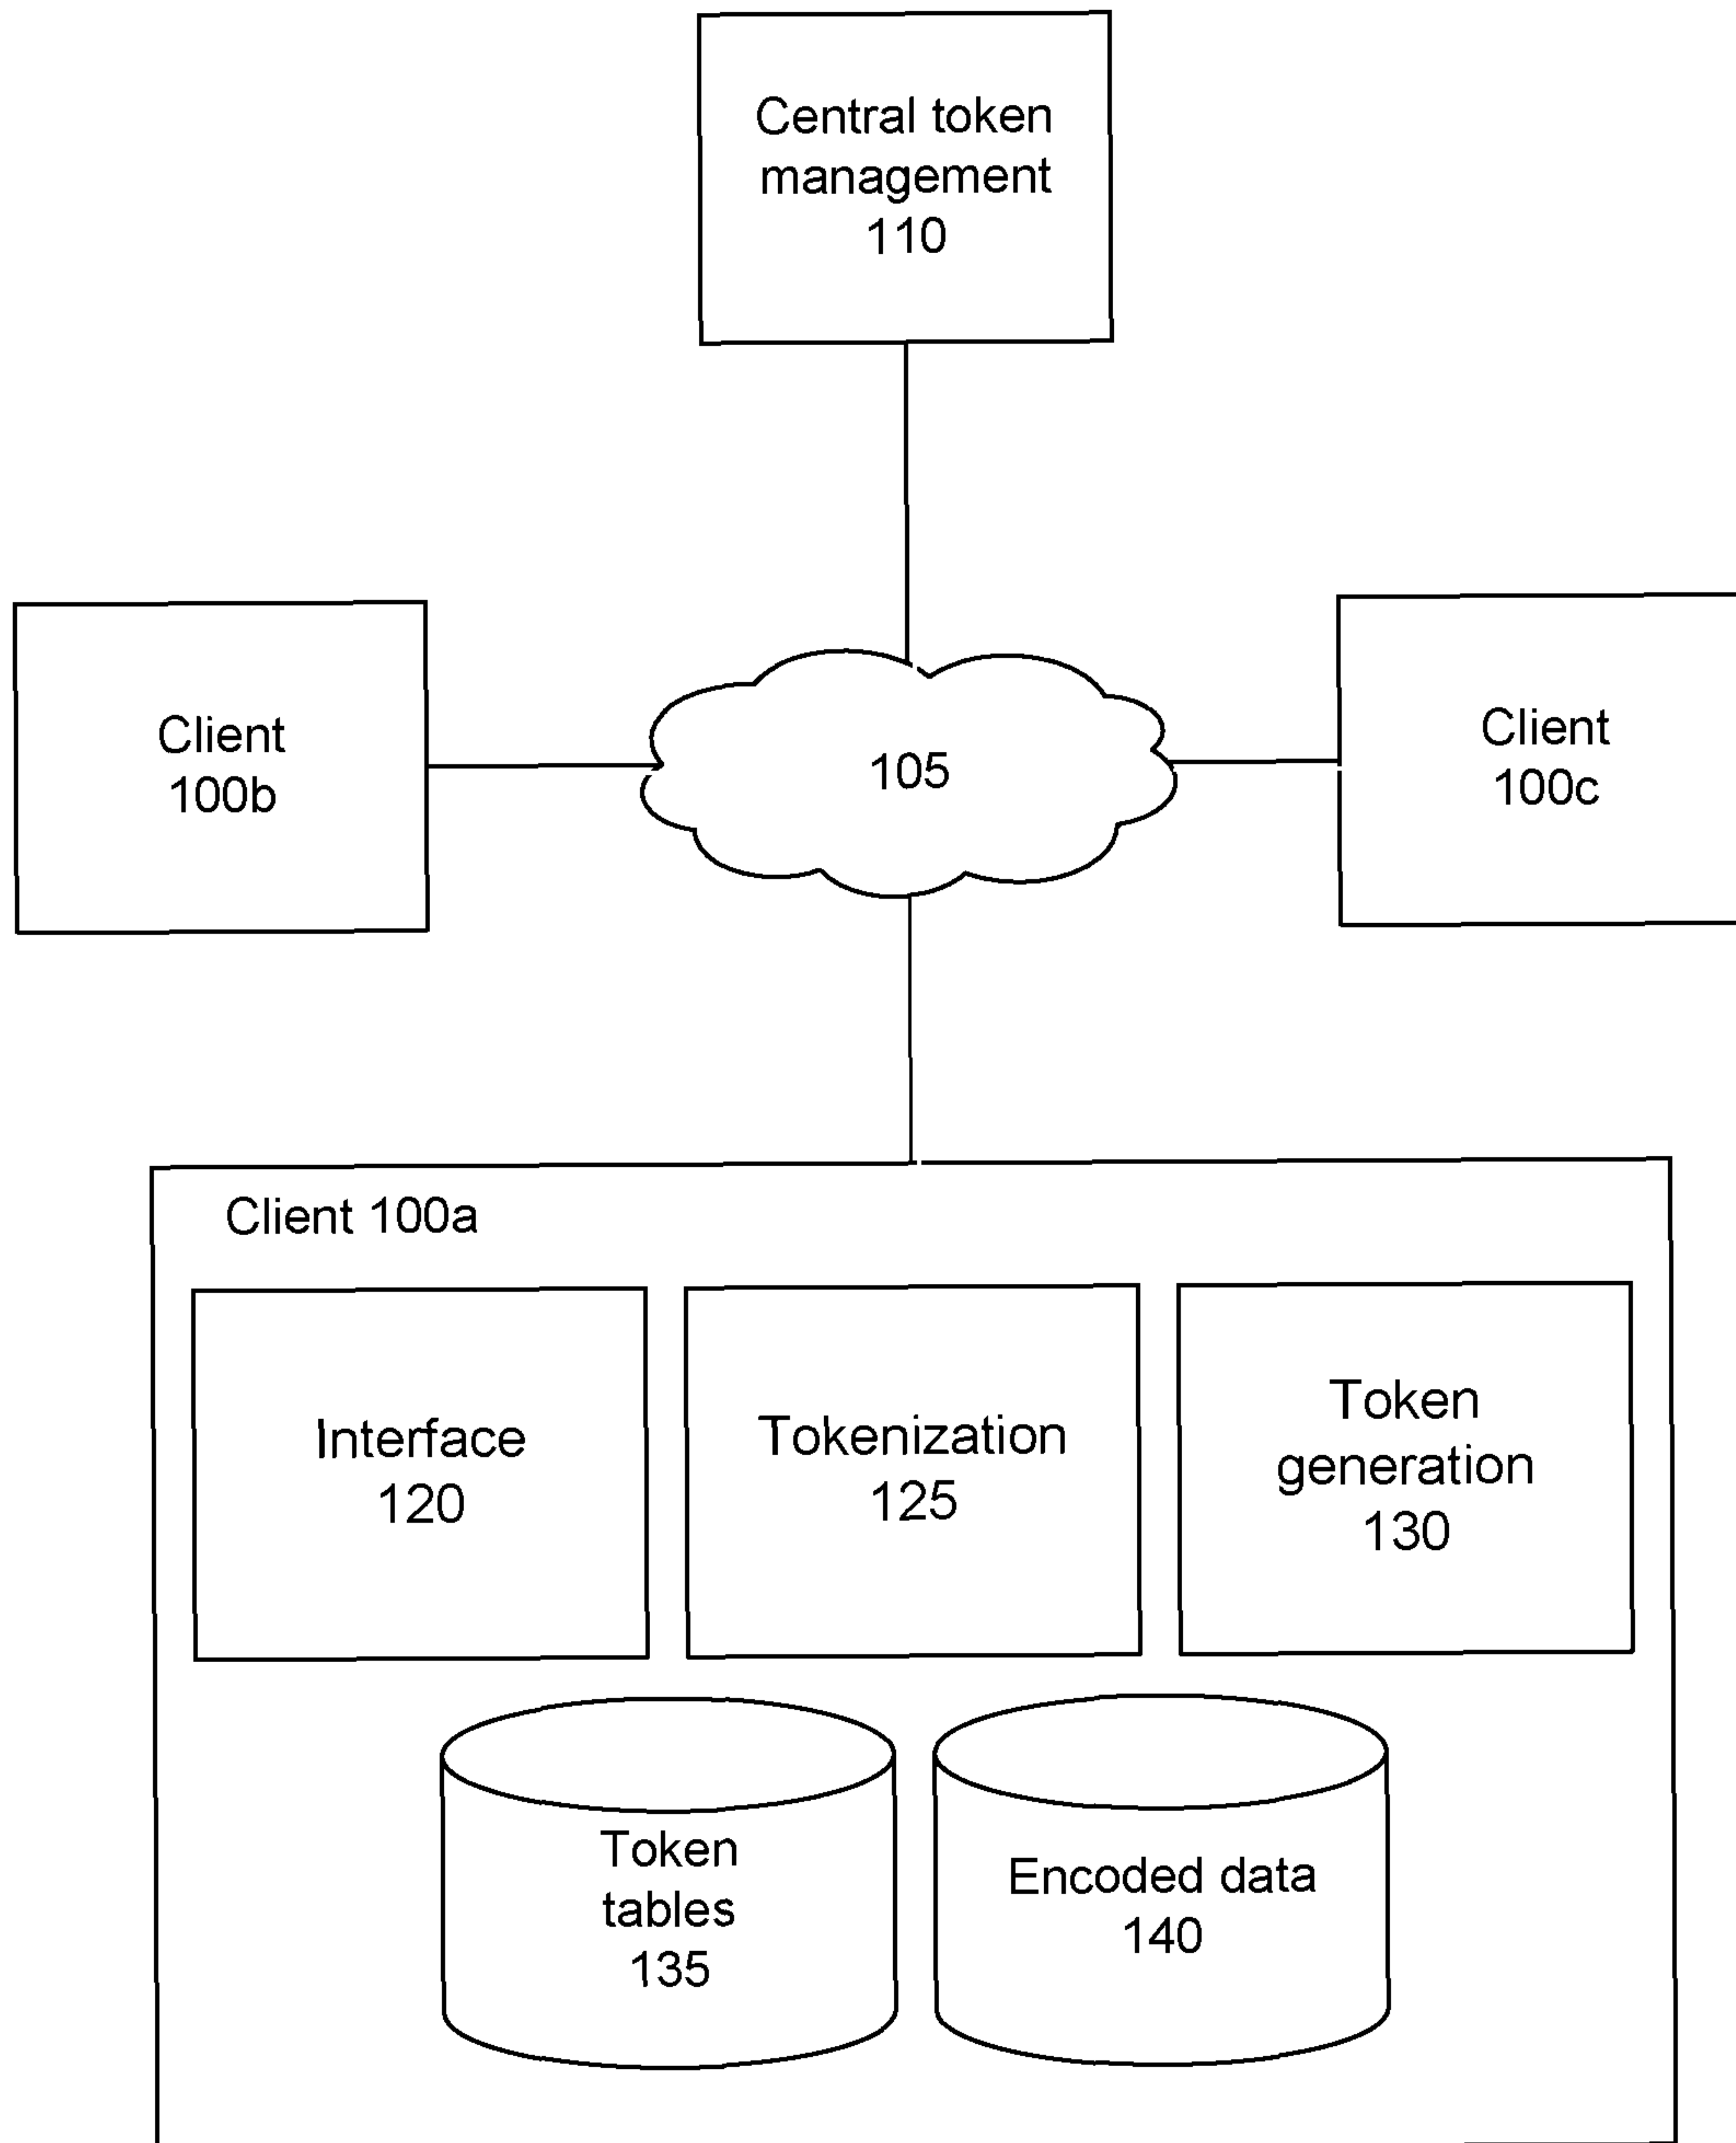 Central token
management
110
Client
100b
105
Client
100c
Client 100a
Interface
120
Tokenization
125
Token
generation
130
Token
tables
135
Encoded data
140